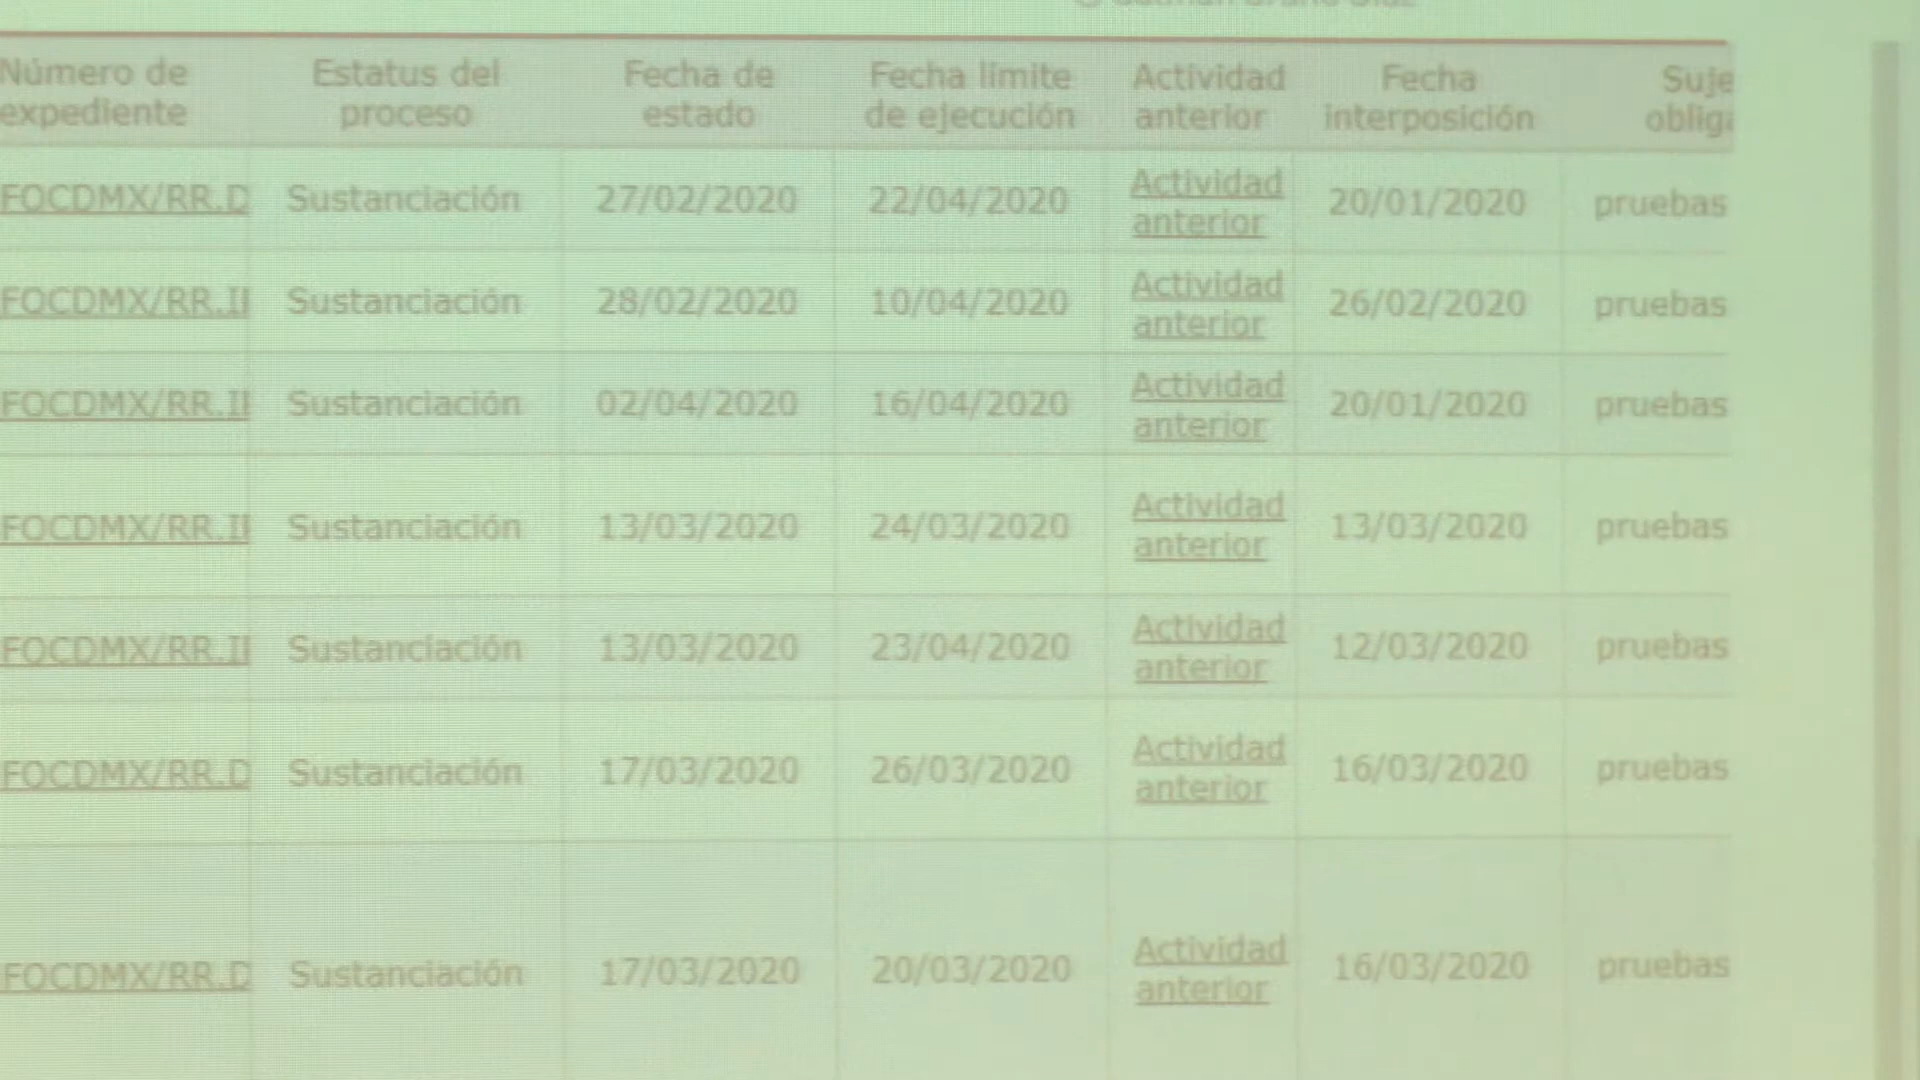 Número de expediente Estatus del proceso Fecha de estado Fecha límite de ejecución Actividad anterior Fecha interposición Suje obliga
FOCDMX/RR.D Sustanciación 27/02/2020 22/04/2020 Actividad anterior 20/01/2020 pruebas
FOCDMX/RR.II Sustanciación 28/02/2020 10/04/2020 Actividad anterior 26/02/2020 pruebas
FOCDMX/RR.II Sustanciación 02/04/2020 16/04/2020 Actividad anterior 20/01/2020 pruebas
FOCDMX/RR.II Sustanciación 13/03/2020 24/03/2020 Actividad anterior 13/03/2020 pruebas
FOCDMX/RR.II Sustanciación 13/03/2020 23/04/2020 Actividad anterior 12/03/2020 pruebas
FOCDMX/RR.D Sustanciación 17/03/2020 26/03/2020 Actividad anterior 16/03/2020 pruebas
FOCDMX/RR.D Sustanciación 17/03/2020 20/03/2020 Actividad anterior 16/03/2020 pruebas